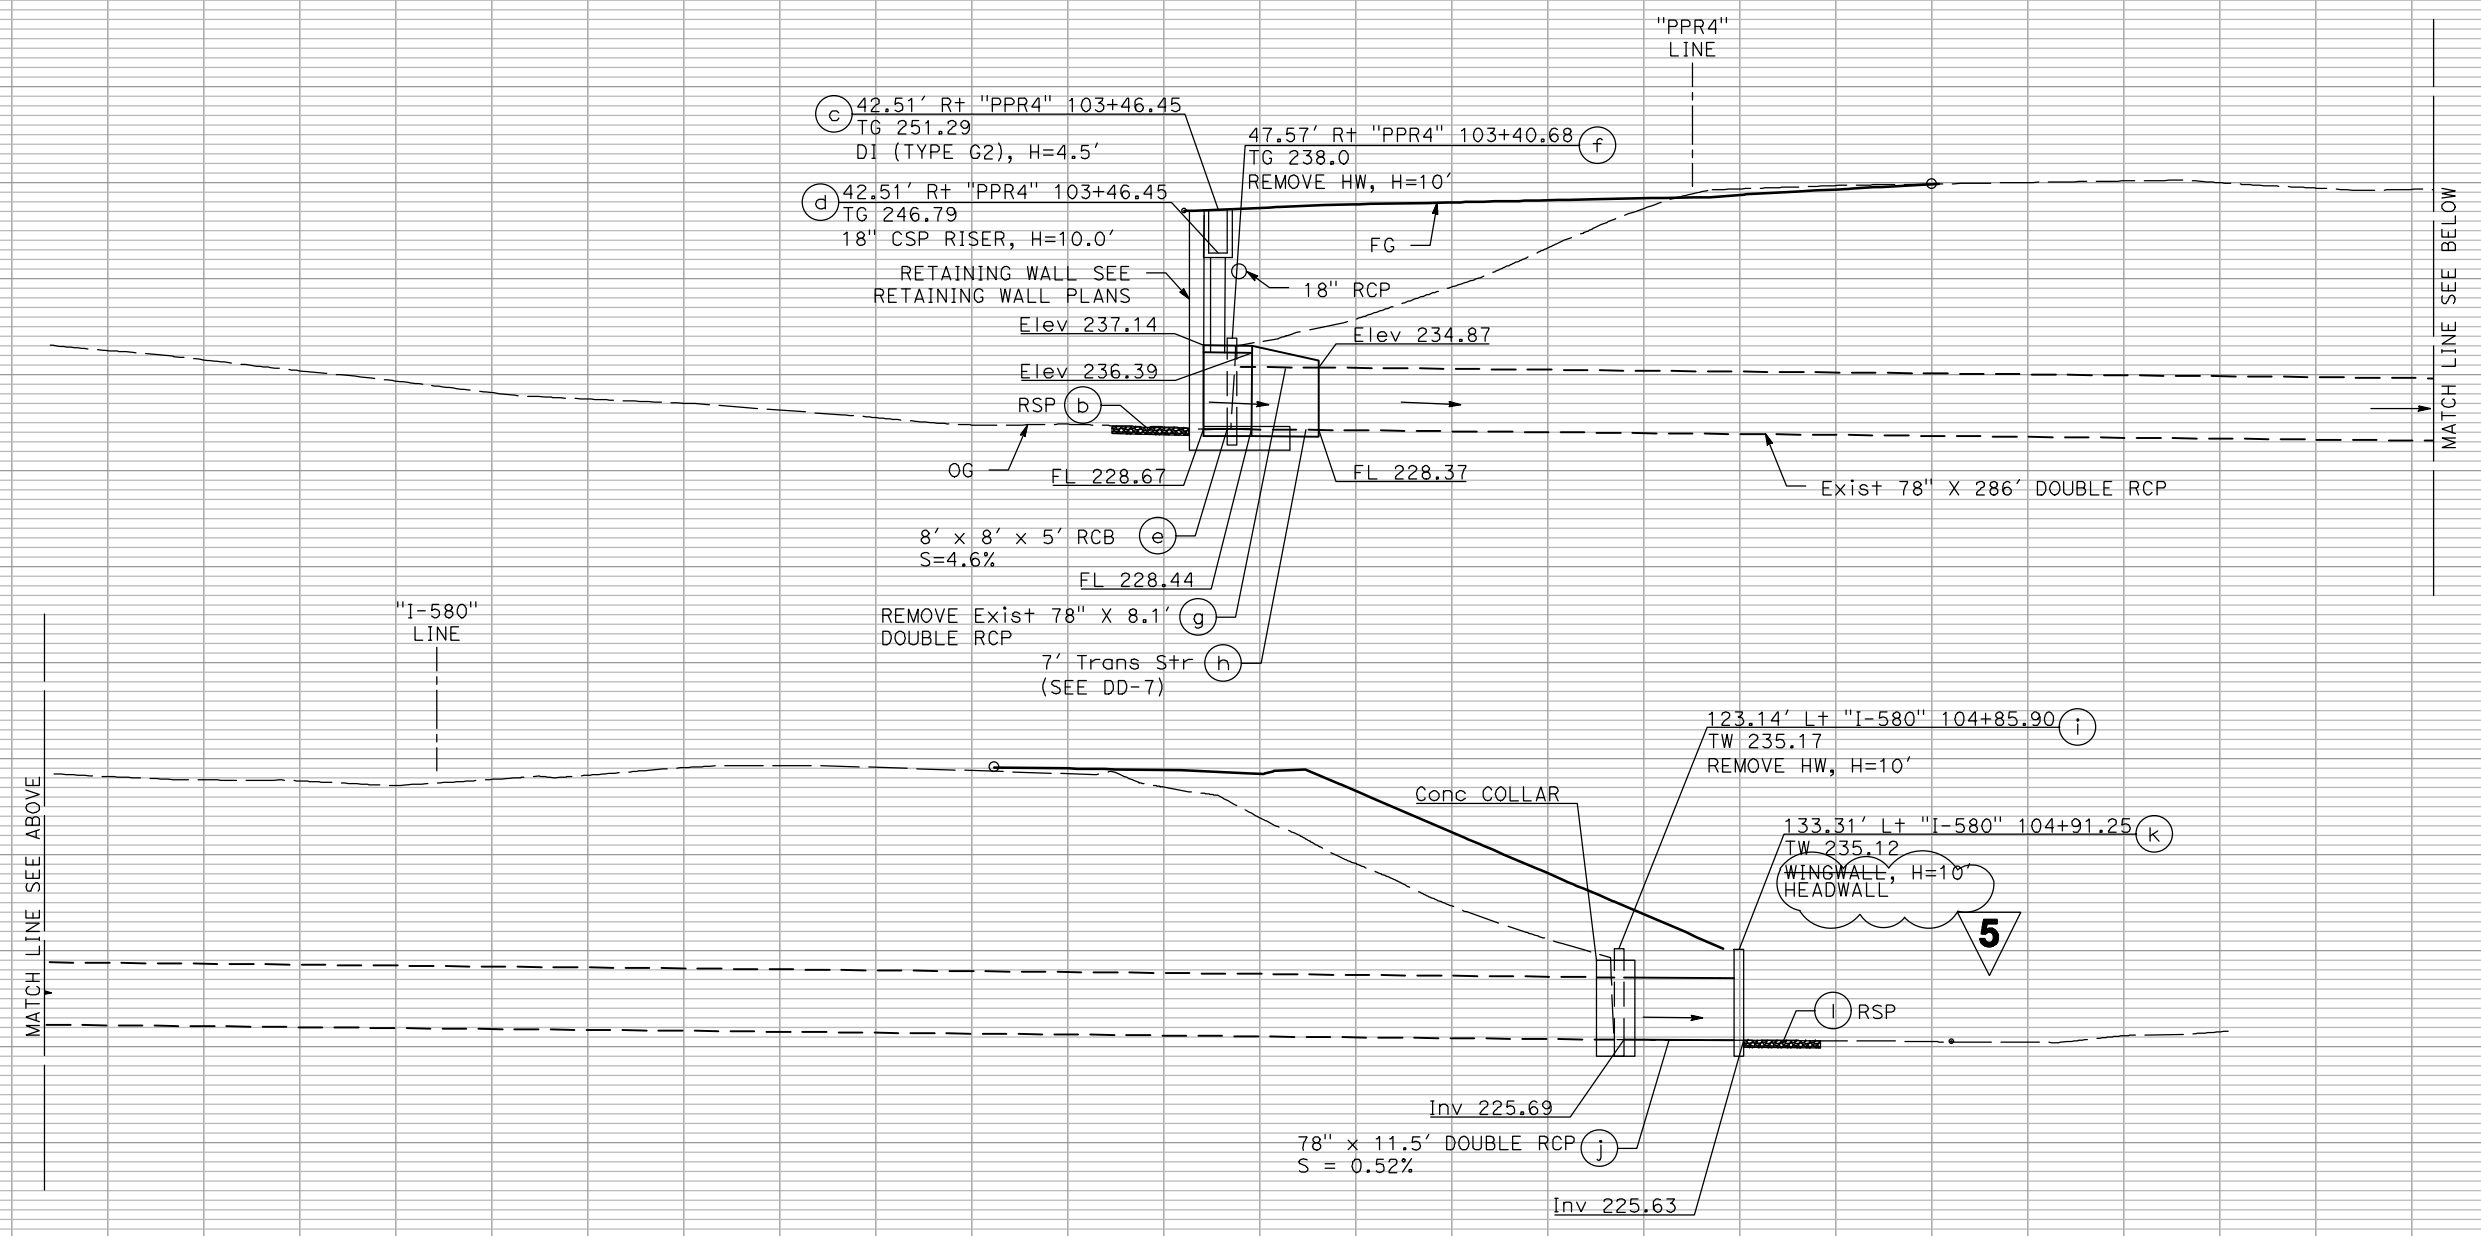 "PPR4"
LINE
c
42.51' Rt "PPR4" 103+46.45
TG 251.29
DI (TYPE G2), H=4.5'
47.57' Rt "PPR4" 103+40.68
f
TG 238.0
REMOVE HW, H=10'
d
42.51' Rt "PPR4" 103+46.45
TG 246.79
18" CSP RISER, H=10.0'
FG
RETAINING WALL SEE
RETAINING WALL PLANS
18" RCP
MATCH LINE SEE BELOW
Elev 237.14
Elev 234.87
Elev 236.39
RSP b
OG
FL 228.67
FL 228.37
Exist 78" X 286' DOUBLE RCP
8' x 8' x 5' RCB e
S=4.6%
FL 228.44
REMOVE Exist 78" X 8.1' g
DOUBLE RCP
7' Trans Str h
(SEE DD-7)
"I-580"
LINE
MATCH LINE SEE ABOVE
123.14' Lt "I-580" 104+85.90 i
TW 235.17
REMOVE HW, H=10'
Conc COLLAR
133.31' Lt "I-580" 104+91.25 k
TW 235.12
WINGWALL, H=10'
HEADWALL
5
l RSP
Inv 225.69
78" x 11.5' DOUBLE RCP j
S = 0.52%
Inv 225.63